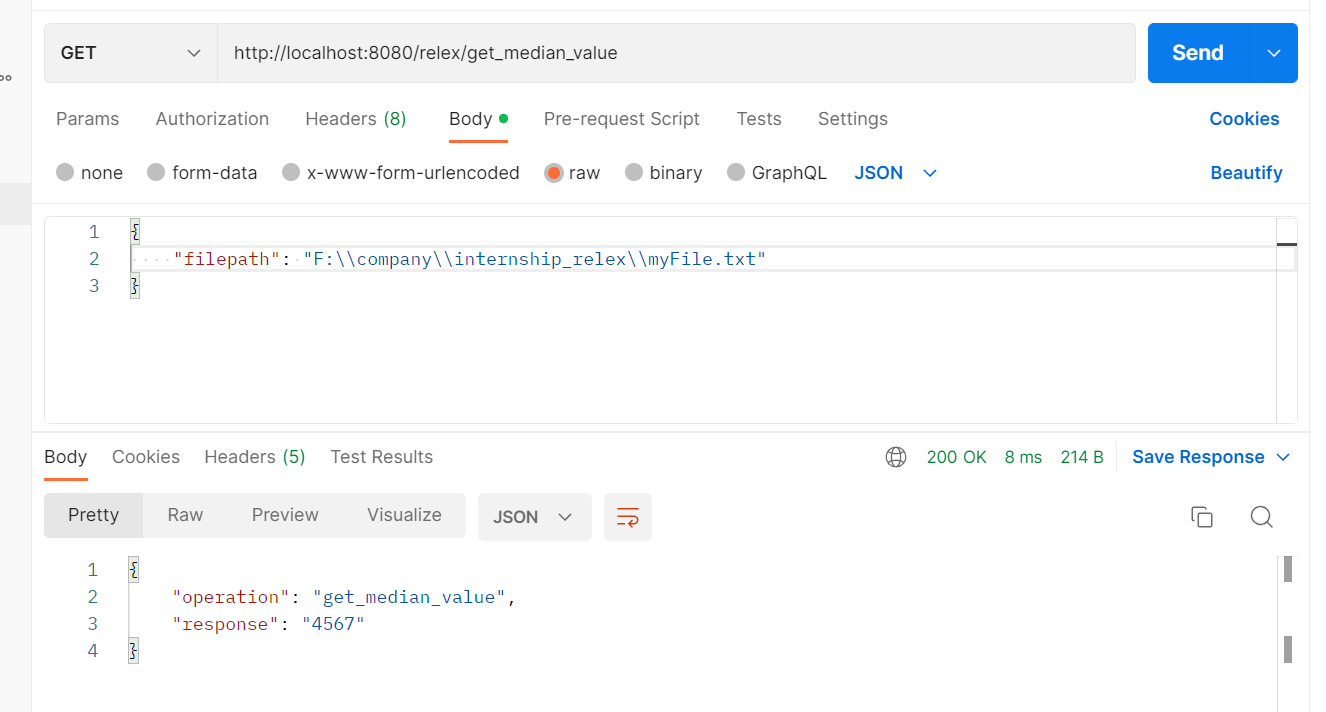 GET http://localhost:8080/relex/get_median_value Send
Params Authorization Headers (8) Body Pre-request Script Tests Settings Cookies
none form-data x-www-form-urlencoded raw binary GraphQL JSON Beautify
1 {
2 "filepath": "F:\\company\\internship_relex\\myFile.txt"
3 }
Body Cookies Headers (5) Test Results 200 OK 8 ms 214 B Save Response
Pretty Raw Preview Visualize JSON
1 {
2 "operation": "get_median_value",
3 "response": "4567"
4 }